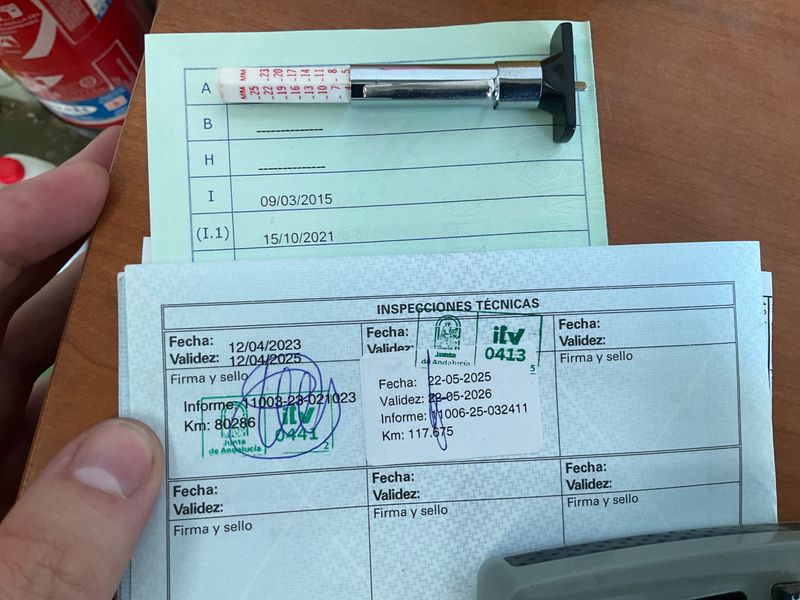 MM -25 -22 -19 -16 -13 -10 -7
MM -23 -20 -17 -14 -11 -8 5
A
B --------------
H --------------
I 09/03/2015
(I.1) 15/10/2021
INSPECCIONES TÉCNICAS
Fecha: 12/04/2023
Validez: 12/04/2025
Firma y sello
Informe: 11003-23-021023
Km: 80286
Junta
de Andalucía
itv
0441
2
Fecha:
Validez:
Junta
de Andalucía
itv
0413
5
Fecha: 22-05-2025
Validez: 22-05-2026
Informe: 11006-25-032411
Km: 117.675
Fecha:
Validez:
Firma y sello
Fecha:
Validez:
Firma y sello
Fecha:
Validez:
Firma y sello
Fecha:
Validez:
Firma y sello